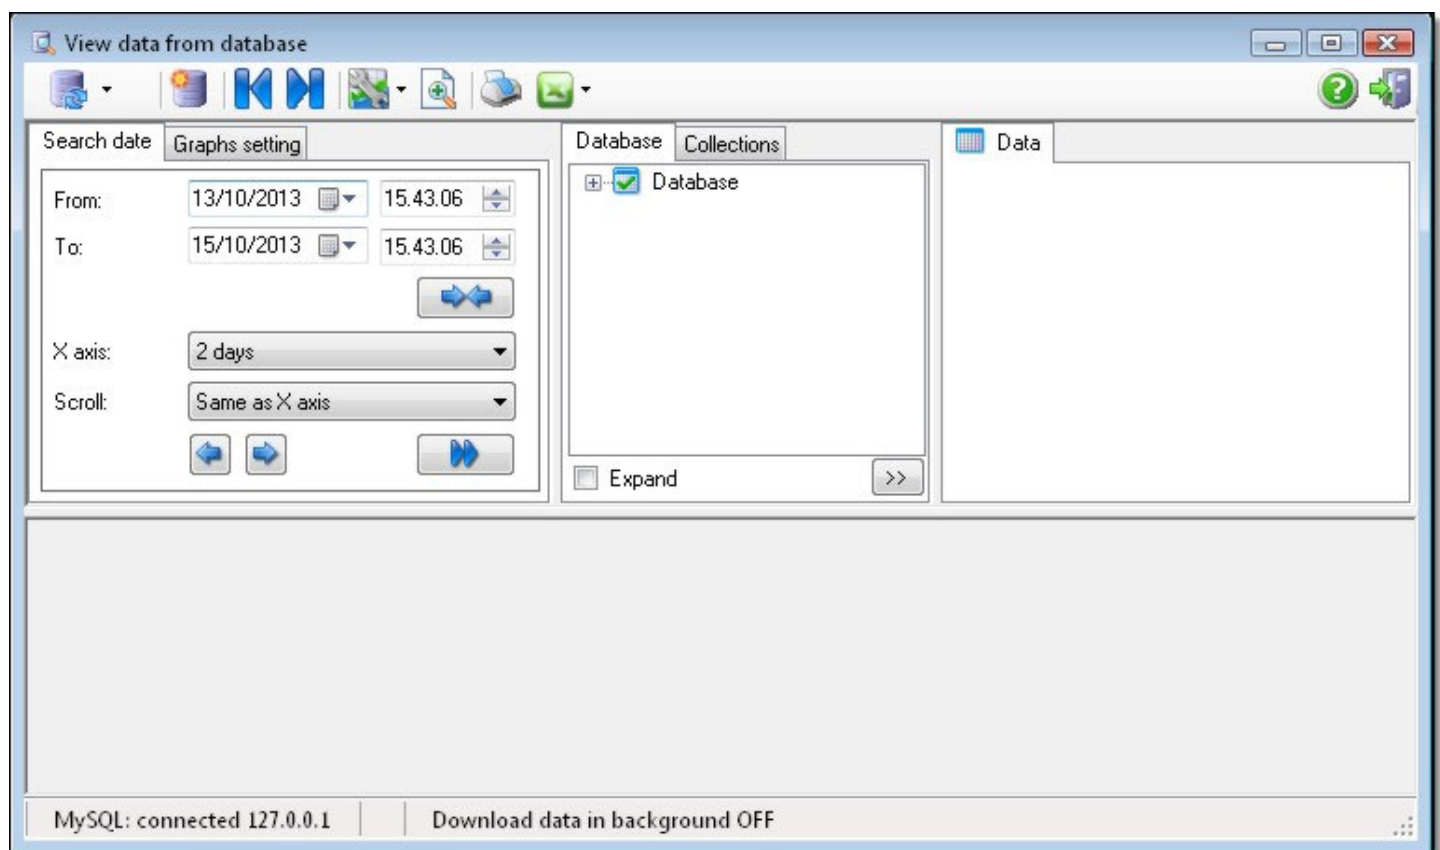 View data from database
Search date
Graphs setting
Database
Collections
Data
From:
13/10/2013
15.43.06
Database
To:
15/10/2013
15.43.06
X axis:
2 days
Scroll:
Same as X axis
Expand
>>
MySQL: connected 127.0.0.1
Download data in background OFF